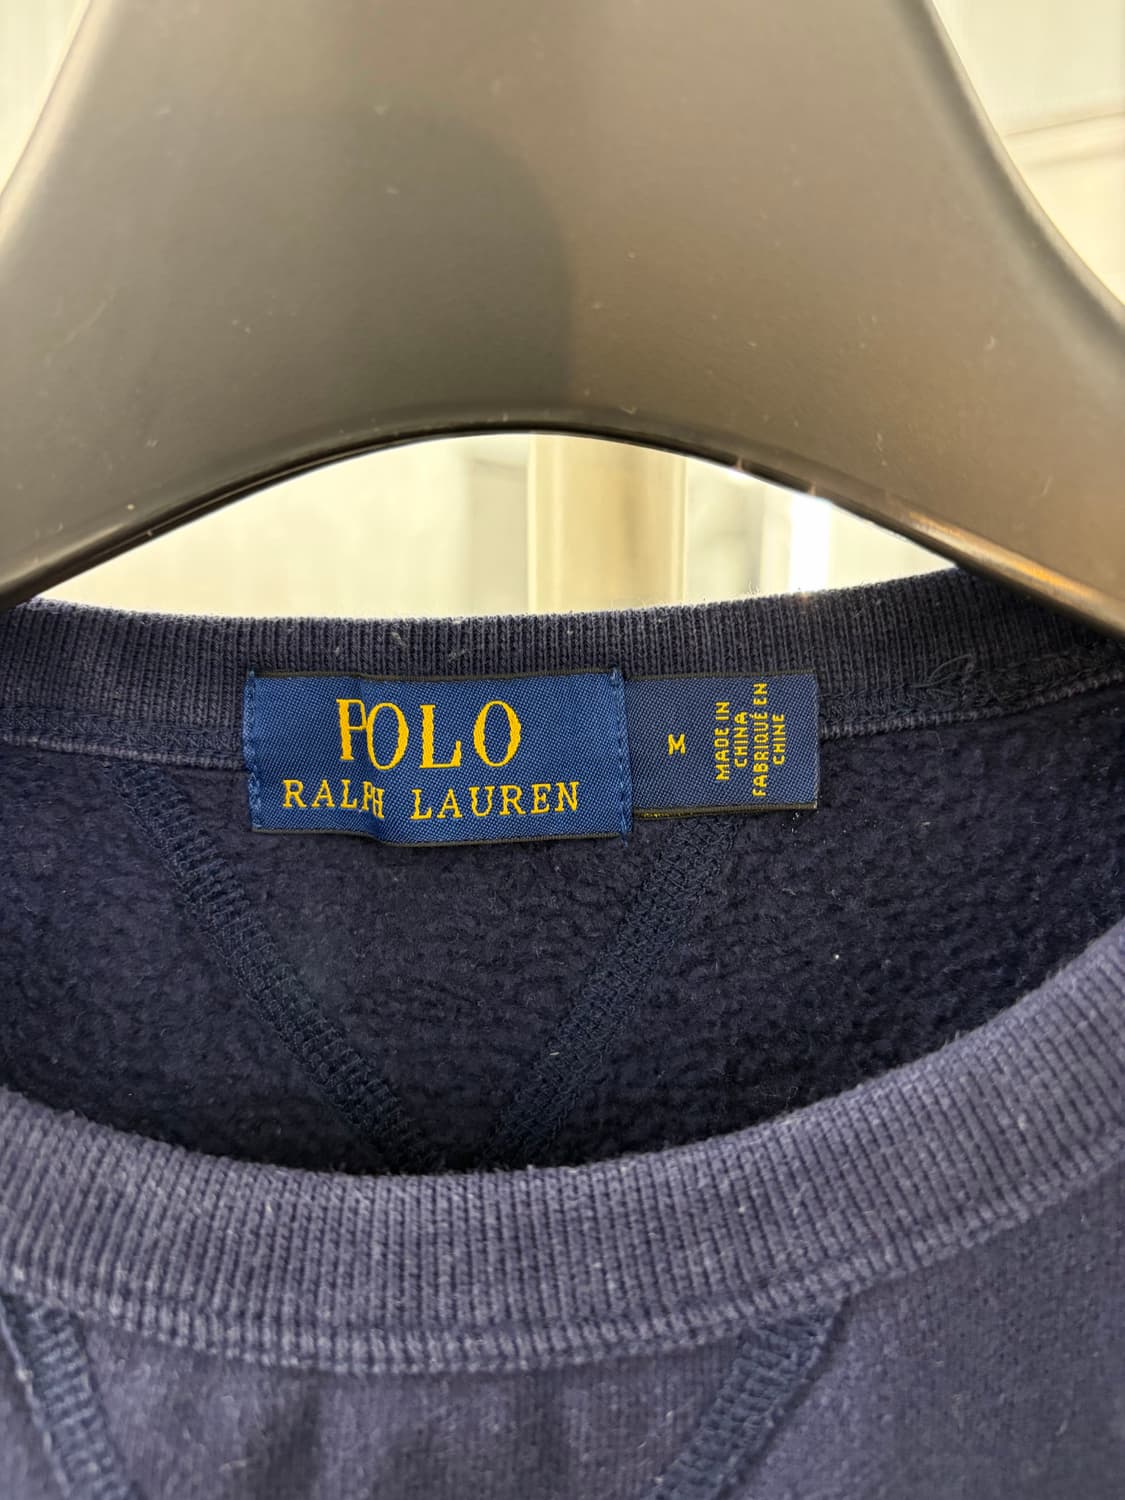 POLO
RALPH LAUREN
M
MADE IN
CHINA
FABRIQUÉ EN
CHINE